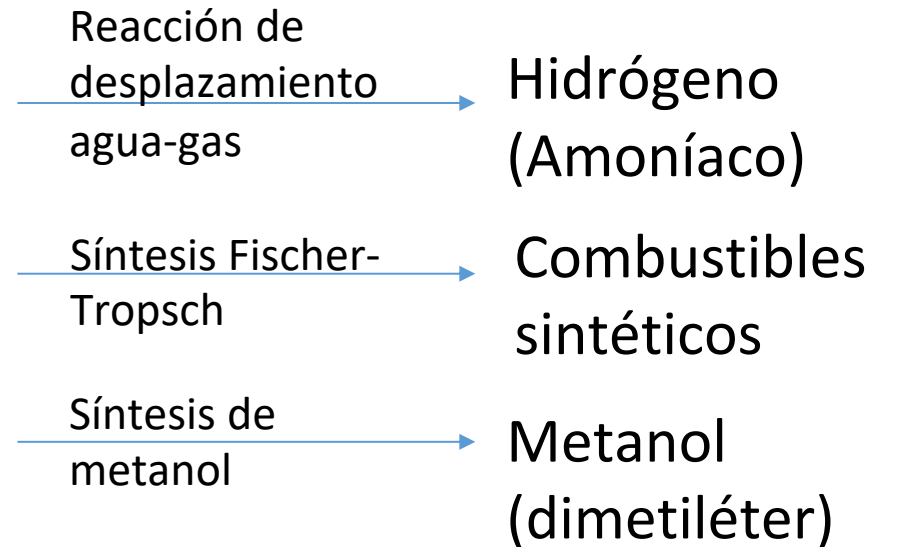 Reacción de
desplazamiento
agua-gas
Hidrógeno
(Amoníaco)
Síntesis Fischer-
Tropsch
Combustibles
sintéticos
Síntesis de
metanol
Metanol
(dimetiléter)